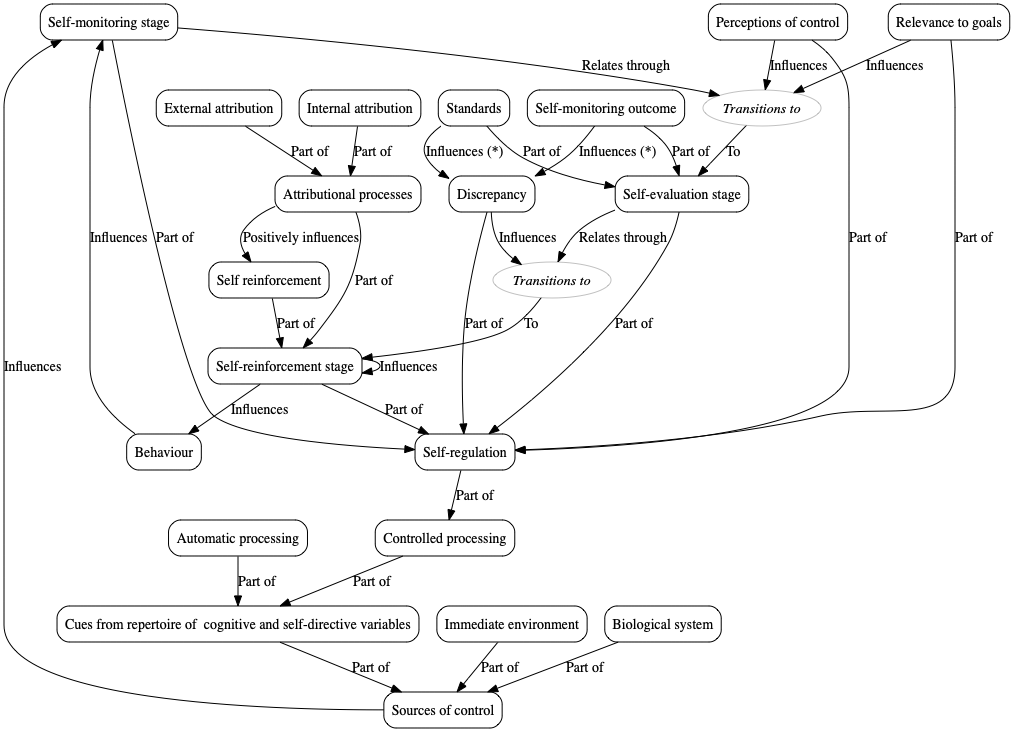 Self-monitoring stage
Perceptions of control
Relevance to goals
Relates through
Influences
Influences
External attribution
Internal attribution
Standards
Self-monitoring outcome
Transitions to
Part of
Part of
Influences (*)
Part of
Influences (*)
Part of
To
Attributional processes
Discrepancy
Self-evaluation stage
Influences
Part of
Positively influences
Influences
Relates through
Part of
Part of
Self reinforcement
Part of
Transitions to
Part of
Part of
To
Part of
Influences
Self-reinforcement stage
Influences
Influences
Part of
Behaviour
Self-regulation
Part of
Automatic processing
Controlled processing
Part of
Part of
Cues from repertoire of  cognitive and self-directive variables
Immediate environment
Biological system
Part of
Part of
Part of
Sources of control